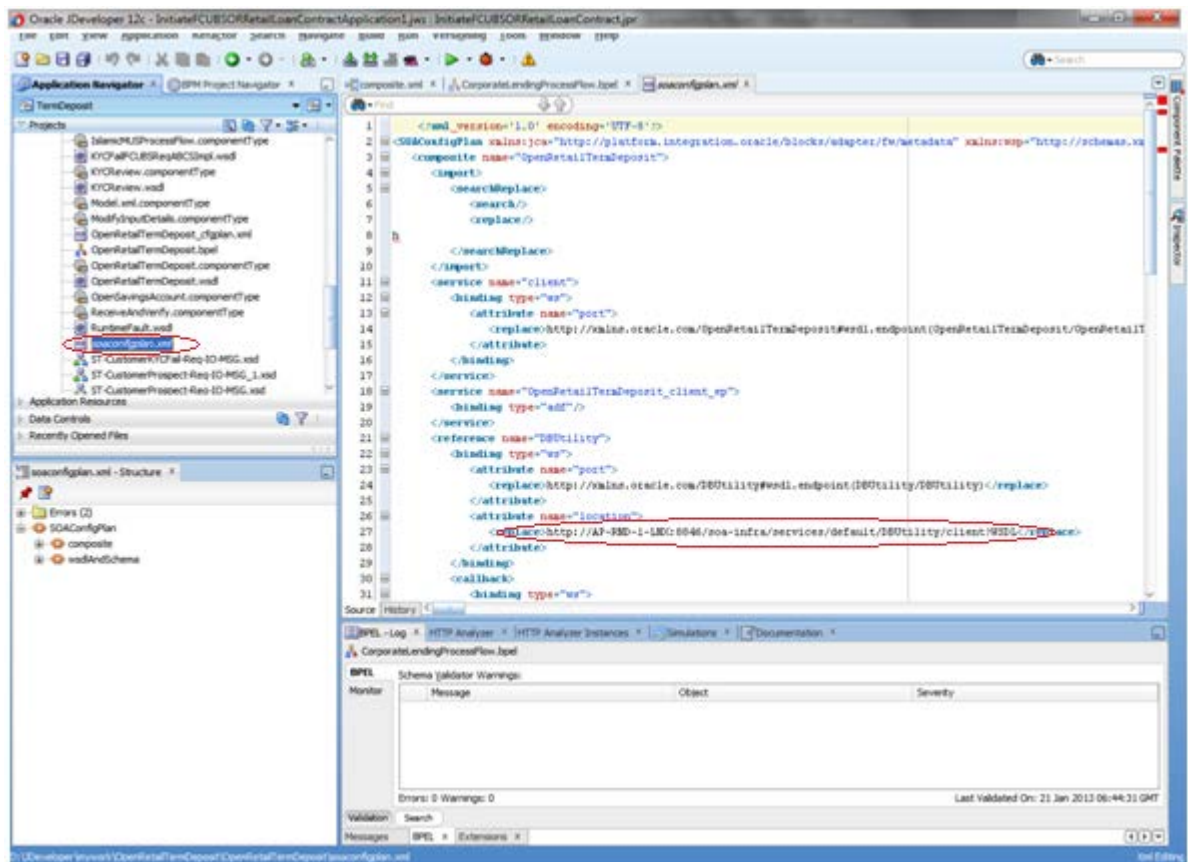 Oracle JDeveloper 12c - InitiateFCUBSORRetailLoanContractApplication1.jws : InitiateFCUBSORRetailLoanContract.jpr
File Edit View Application Refactor Search Navigate Build Run Versioning Tools Window Help
Search
Application Navigator
BPM Project Navigator
TermDeposit
Projects
IslamicMUSProcessFlow.componentType
KYCFailFCUBSReqABCSImpl.wsdl
KYCReview.componentType
KYCReview.wsdl
Model.xml.componentType
ModifyInputDetails.componentType
OpenRetailTermDeposit_cfgplan.xml
OpenRetailTermDeposit.bpel
OpenRetailTermDeposit.componentType
OpenRetailTermDeposit.wsdl
OpenSavingsAccount.componentType
ReceiveAndVerify.componentType
RuntimeFault.wsdl
soaconfigplan.xml
ST-CustomerKYCFail-Req-IO-MSG.xsd
ST-CustomerProspect-Req-IO-MSG_1.xsd
ST-CustomerProspect-Req-IO-MSG.xsd
Application Resources
Data Controls
Recently Opened Files
soaconfigplan.xml - Structure
Errors (2)
SOAConfigPlan
composite
wsdlAndSchema
composite.xml
CorporateLendingProcessFlow.bpel
soaconfigplan.xml
Find
1 <?xml version='1.0' encoding='UTF-8'?>
2 <SOAConfigPlan xmlns:jca="http://platform.integration.oracle/blocks/adapter/fw/metadata" xmlns:wsp="http://schemas.xm
3 <composite name="OpenRetailTermDeposit">
4 <import>
5 <searchReplace>
6 <search/>
7 <replace/>
8 h
9 </searchReplace>
10 </import>
11 <service name="client">
12 <binding type="ws">
13 <attribute name="port">
14 <replace>http://xmlns.oracle.com/OpenRetailTermDeposit#wsdl.endpoint(OpenRetailTermDeposit/OpenRetailT
15 </attribute>
16 </binding>
17 </service>
18 <service name="OpenRetailTermDeposit_client_ep">
19 <binding type="adf"/>
20 </service>
21 <reference name="DBUtility">
22 <binding type="ws">
23 <attribute name="port">
24 <replace>http://xmlns.oracle.com/DBUtility#wsdl.endpoint(DBUtility/DBUtility)</replace>
25 </attribute>
26 <attribute name="location">
27 <replace>http://AP-RND-1-LNX:8846/soa-infra/services/default/DBUtility/client?WSDL</replace>
28 </attribute>
29 </binding>
30 <callback>
31 <binding type="ws">
Source History
BPEL - Log
HTTP Analyzer
HTTP Analyzer Instances
Simulations
Documentation
CorporateLendingProcessFlow.bpel
BPEL
Monitor
Schema Validator Warnings:
Message Object Severity
Errors: 0 Warnings: 0 Last Validated On: 21 Jan 2013 06:44:31 GMT
Validation Search
Messages BPEL Extensions
Xml Editing